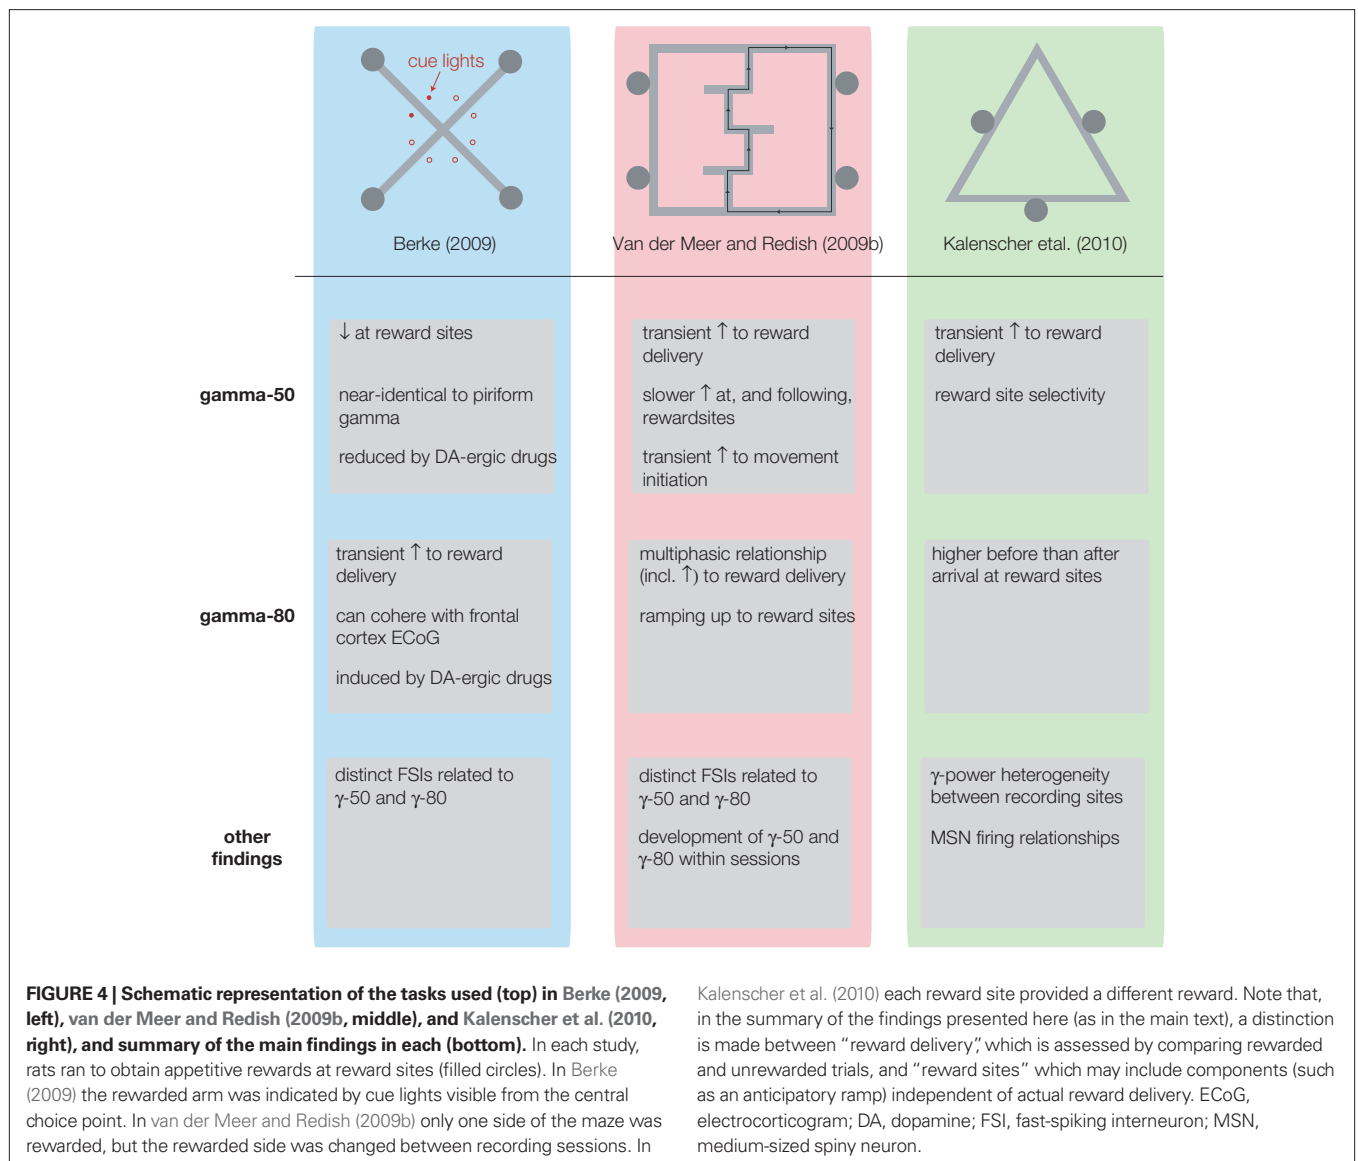 cue lights
Berke (2009)
Van der Meer and Redish (2009b)
Kalenscher etal. (2010)
gamma-50
↓ at reward sites
near-identical to piriform
gamma
reduced by DA-ergic drugs
transient ↑ to reward
delivery
slower ↑ at, and following,
rewardsites
transient ↑ to movement
initiation
transient ↑ to reward
delivery
reward site selectivity
gamma-80
transient ↑ to reward
delivery
can cohere with frontal
cortex ECoG
induced by DA-ergic drugs
multiphasic relationship
(incl. ↑) to reward delivery
ramping up to reward sites
higher before than after
arrival at reward sites
other
findings
distinct FSIs related to
γ-50 and γ-80
distinct FSIs related to
γ-50 and γ-80
development of γ-50 and
γ-80 within sessions
γ-power heterogeneity
between recording sites
MSN firing relationships
FIGURE 4 | Schematic representation of the tasks used (top) in Berke (2009,
left), van der Meer and Redish (2009b, middle), and Kalenscher et al. (2010,
right), and summary of the main findings in each (bottom). In each study,
rats ran to obtain appetitive rewards at reward sites (filled circles). In Berke
(2009) the rewarded arm was indicated by cue lights visible from the central
choice point. In van der Meer and Redish (2009b) only one side of the maze was
rewarded, but the rewarded side was changed between recording sessions. In
Kalenscher et al. (2010) each reward site provided a different reward. Note that,
in the summary of the findings presented here (as in the main text), a distinction
is made between “reward delivery”, which is assessed by comparing rewarded
and unrewarded trials, and “reward sites” which may include components (such
as an anticipatory ramp) independent of actual reward delivery. ECoG,
electrocorticogram; DA, dopamine; FSI, fast-spiking interneuron; MSN,
medium-sized spiny neuron.